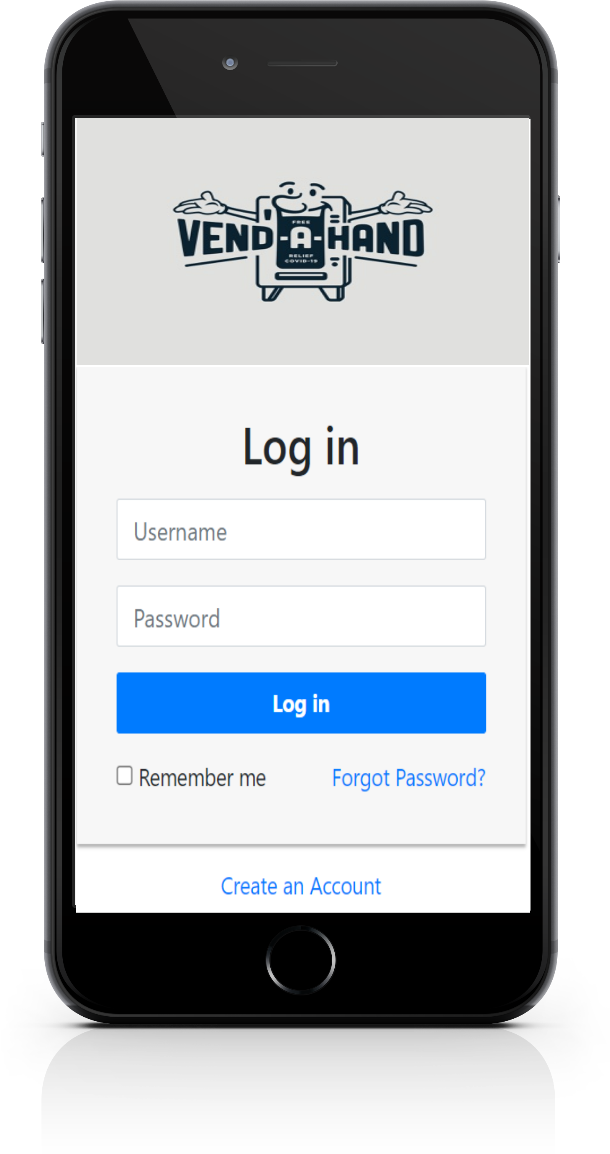 FREE
VEND-A-HAND
RELIEF
COVID-19
Log in
Username
Password
Log in
Remember me Forgot Password?
Create an Account